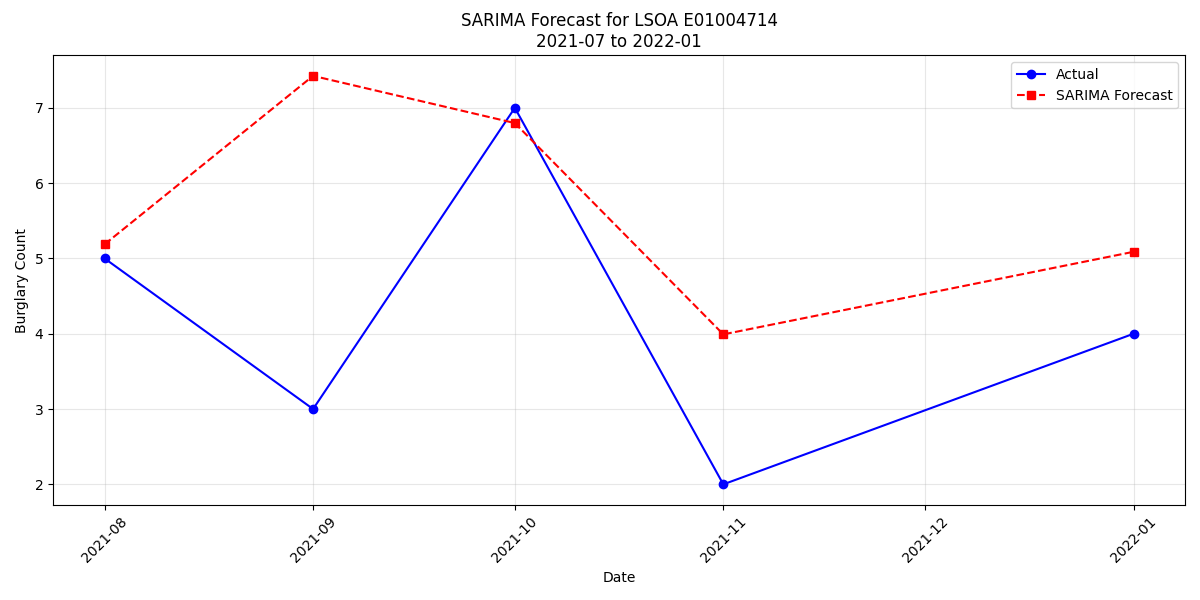 SARIMA Forecast for LSOA E01004714
2021-07 to 2022-01
Actual
SARIMA Forecast
Burglary Count
7
6
5
4
3
2
2021-08
2021-09
2021-10
2021-11
2021-12
2022-01
Date